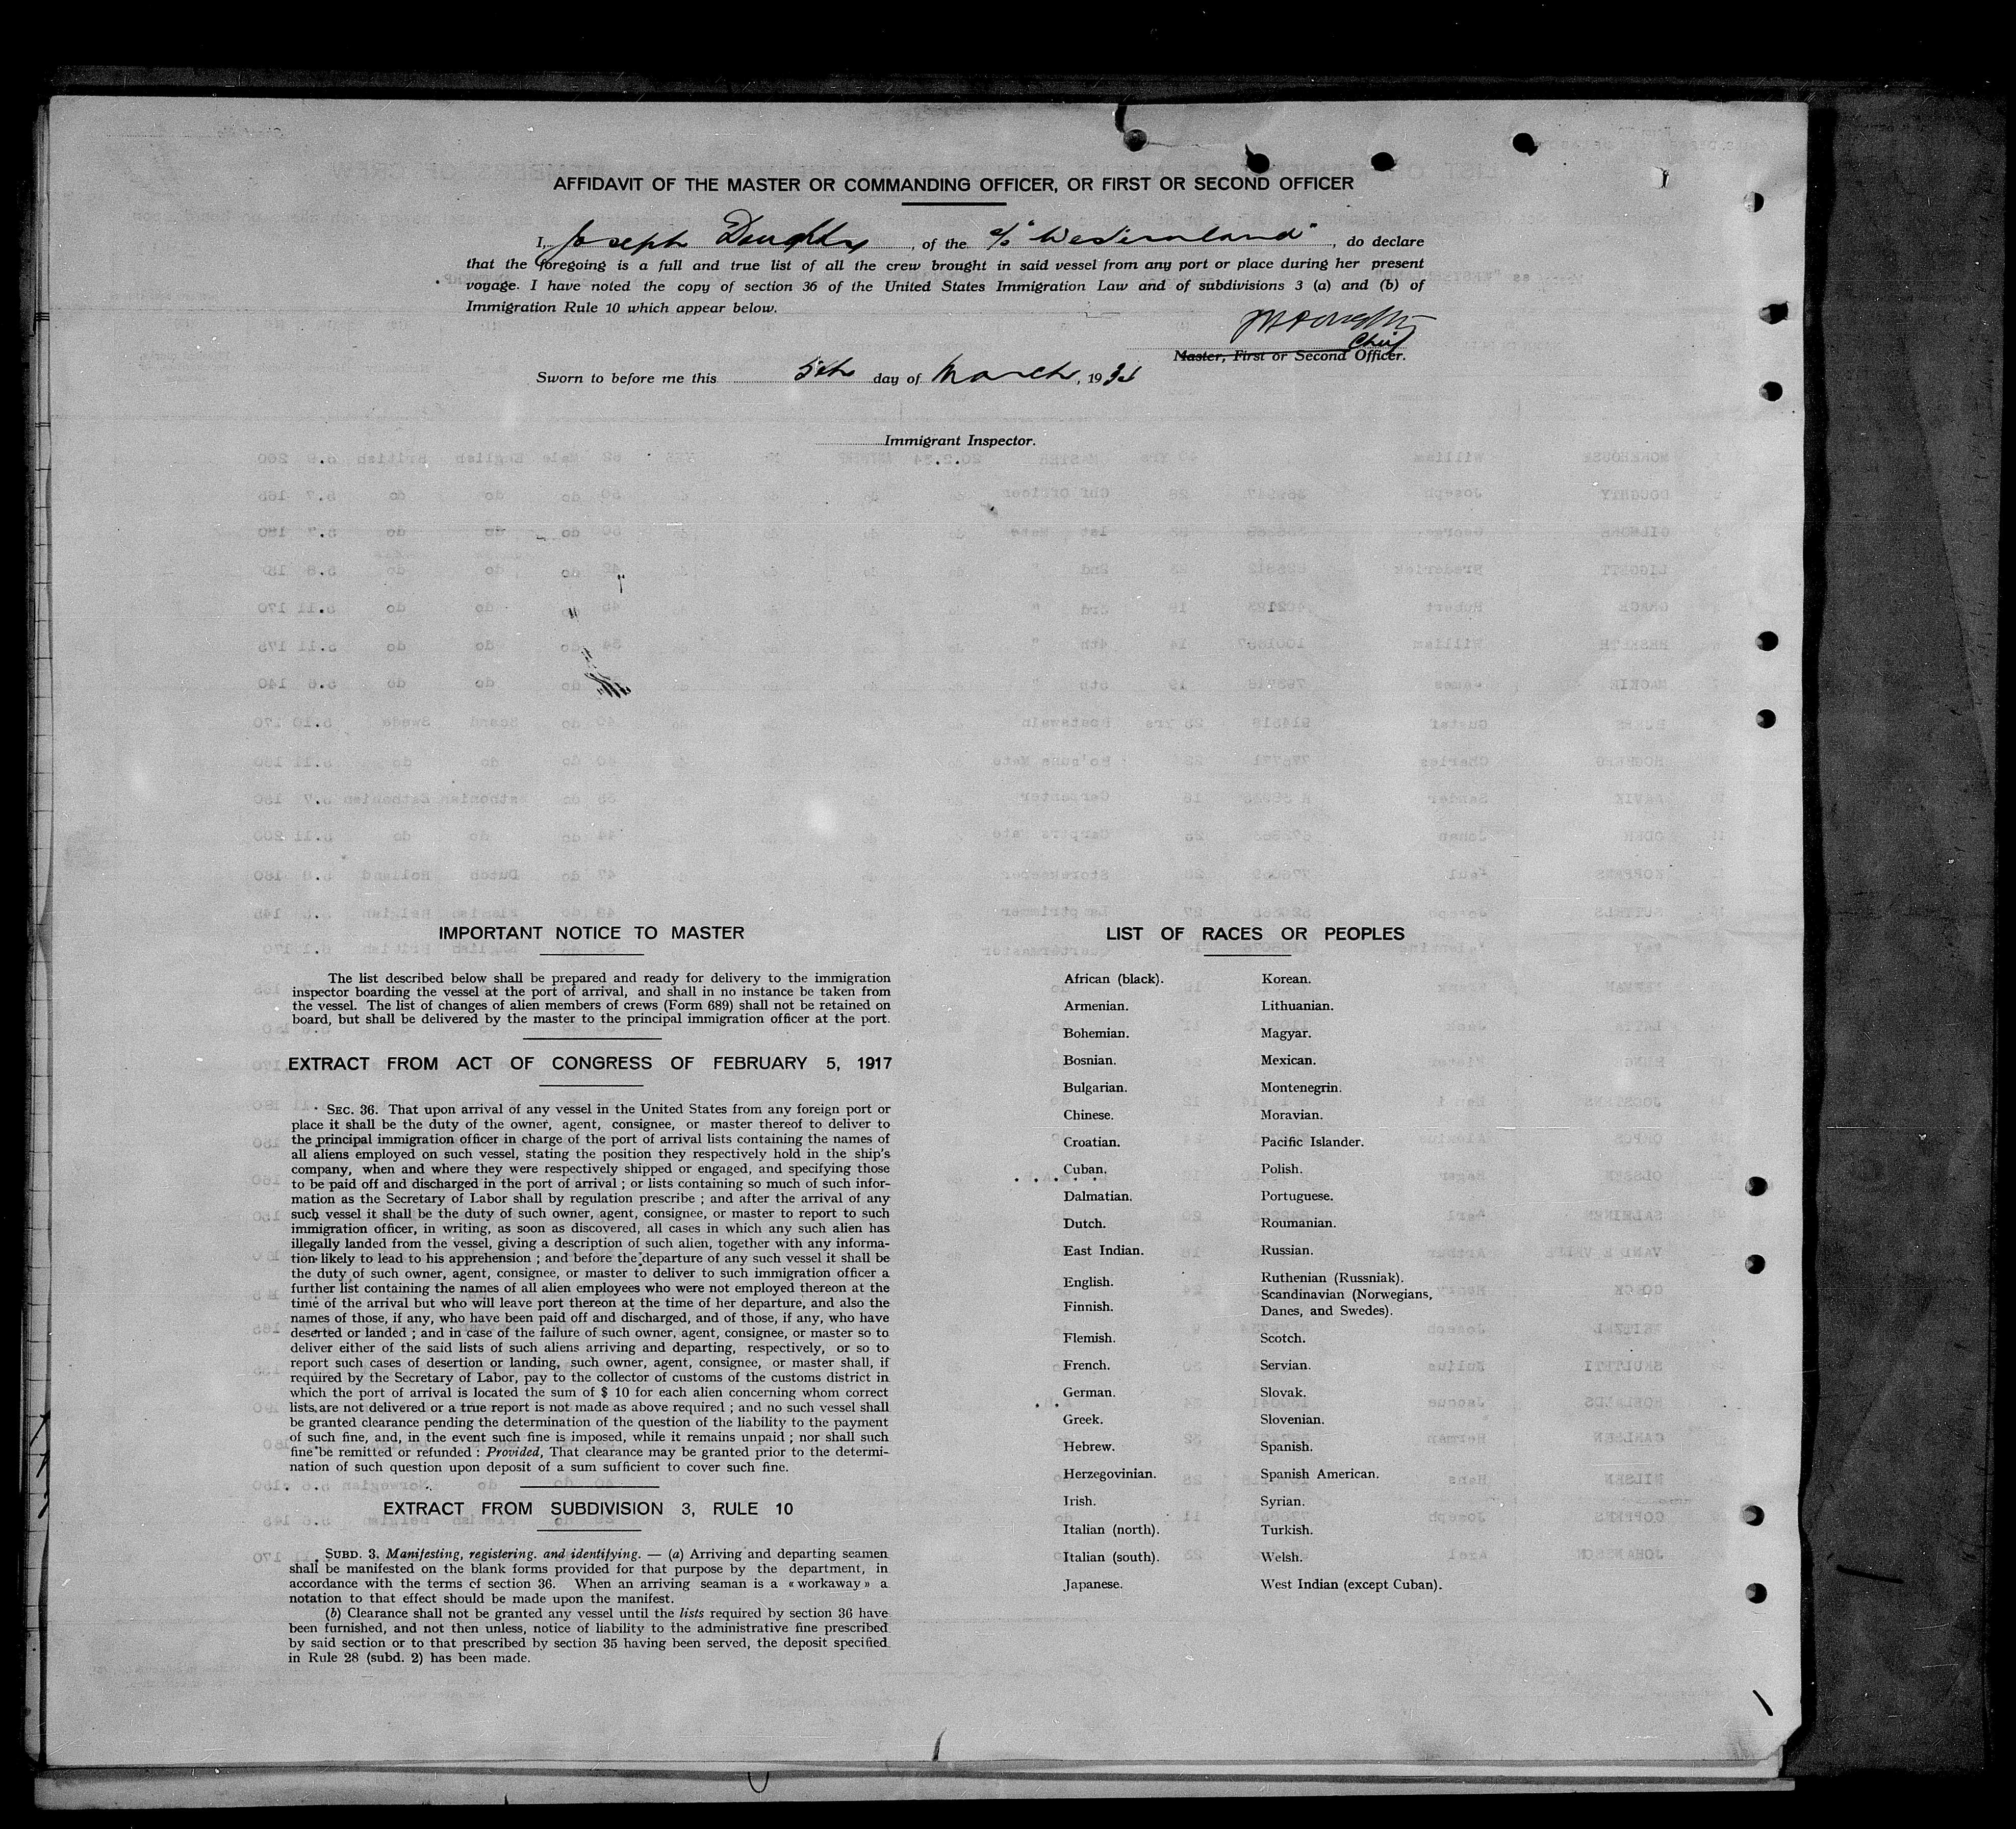 AFFIDAVIT OF THE MASTER OR COMMANDING OFFICER, OR FIRST OR SECOND OFFICER
I, Joseph Doughty, of the s/s "Westernland", do declare
that the foregoing is a full and true list of all the crew brought in said vessel from any port or place during her present
voyage. I have noted the copy of section 36 of the United States Immigration Law and of subdivisions 3 (a) and (b) of
Immigration Rule 10 which appear below.
Chief
Master, First or Second Officer.
Sworn to before me this 5th day of March, 1934
Immigrant Inspector.
IMPORTANT NOTICE TO MASTER
The list described below shall be prepared and ready for delivery to the immigration
inspector boarding the vessel at the port of arrival, and shall in no instance be taken from
the vessel. The list of changes of alien members of crews (Form 689) shall not be retained on
board, but shall be delivered by the master to the principal immigration officer at the port.
EXTRACT FROM ACT OF CONGRESS OF FEBRUARY 5, 1917
SEC. 36. That upon arrival of any vessel in the United States from any foreign port or
place it shall be the duty of the owner, agent, consignee, or master thereof to deliver to
the principal immigration officer in charge of the port of arrival lists containing the names of
all aliens employed on such vessel, stating the position they respectively hold in the ship's
company, when and where they were respectively shipped or engaged, and specifying those
to be paid off and discharged in the port of arrival ; or lists containing so much of such infor-
mation as the Secretary of Labor shall by regulation prescribe ; and after the arrival of any
such vessel it shall be the duty of such owner, agent, consignee, or master to report to such
immigration officer, in writing, as soon as discovered, all cases in which any such alien has
illegally landed from the vessel, giving a description of such alien, together with any informa-
tion likely to lead to his apprehension ; and before the departure of any such vessel it shall be
the duty of such owner, agent, consignee, or master to deliver to such immigration officer a
further list containing the names of all alien employees who were not employed thereon at the
time of the arrival but who will leave port thereon at the time of her departure, and also the
names of those, if any, who have been paid off and discharged, and of those, if any, who have
deserted or landed ; and in case of the failure of such owner, agent, consignee, or master so to
deliver either of the said lists of such aliens arriving and departing, respectively, or so to
report such cases of desertion or landing, such owner, agent, consignee, or master shall, if
required by the Secretary of Labor, pay to the collector of customs of the customs district in
which the port of arrival is located the sum of $ 10 for each alien concerning whom correct
lists are not delivered or a true report is not made as above required ; and no such vessel shall
be granted clearance pending the determination of the question of the liability to the payment
of such fine, and, in the event such fine is imposed, while it remains unpaid ; nor shall such
fine be remitted or refunded : Provided, That clearance may be granted prior to the determi-
nation of such question upon deposit of a sum sufficient to cover such fine.
EXTRACT FROM SUBDIVISION 3, RULE 10
SUBD. 3. Manifesting, registering. and identifying. — (a) Arriving and departing seamen
shall be manifested on the blank forms provided for that purpose by the department, in
accordance with the terms of section 36. When an arriving seaman is a « workaway » a
notation to that effect should be made upon the manifest.
(b) Clearance shall not be granted any vessel until the lists required by section 36 have
been furnished, and not then unless, notice of liability to the administrative fine prescribed
by said section or to that prescribed by section 35 having been served, the deposit specified
in Rule 28 (subd. 2) has been made.
LIST OF RACES OR PEOPLES
African (black).
Armenian.
Bohemian.
Bosnian.
Bulgarian.
Chinese.
Croatian.
Cuban.
Dalmatian.
Dutch.
East Indian.
English.
Finnish.
Flemish.
French.
German.
Greek.
Hebrew.
Herzegovinian.
Irish.
Italian (north).
Italian (south).
Japanese.
Korean.
Lithuanian.
Magyar.
Mexican.
Montenegrin.
Moravian.
Pacific Islander.
Polish.
Portuguese.
Roumanian.
Russian.
Ruthenian (Russniak).
Scandinavian (Norwegians,
Danes, and Swedes).
Scotch.
Servian.
Slovak.
Slovenian.
Spanish.
Spanish American.
Syrian.
Turkish.
Welsh.
West Indian (except Cuban).